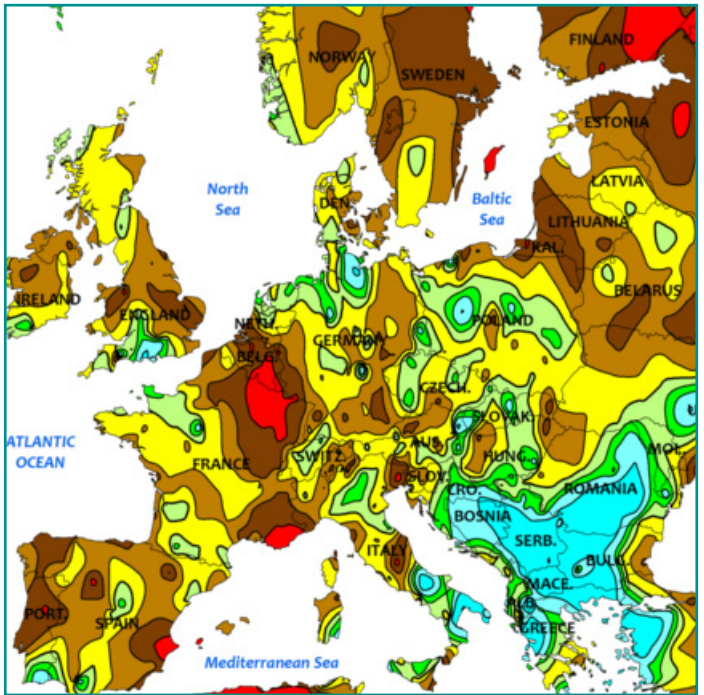 FINLAND
NORWAY
SWEDEN
ESTONIA
LATVIA
North
Sea
DEN.
Baltic
Sea
LITHUANIA
KAL.
BELARUS
IRELAND
ENGLAND
NETH.
POLAND
GERMAN
BELG.
CZECH.
SLOVAK.
ATLANTIC
OCEAN
AUS.
MOL.
SWITZ.
HUNG.
FRANCE
SLOV.
CRO.
ROMANIA
BOSNIA
SERB.
ITALY
BULG.
MACE.
PORT.
SPAIN
GREECE
Mediterranean Sea